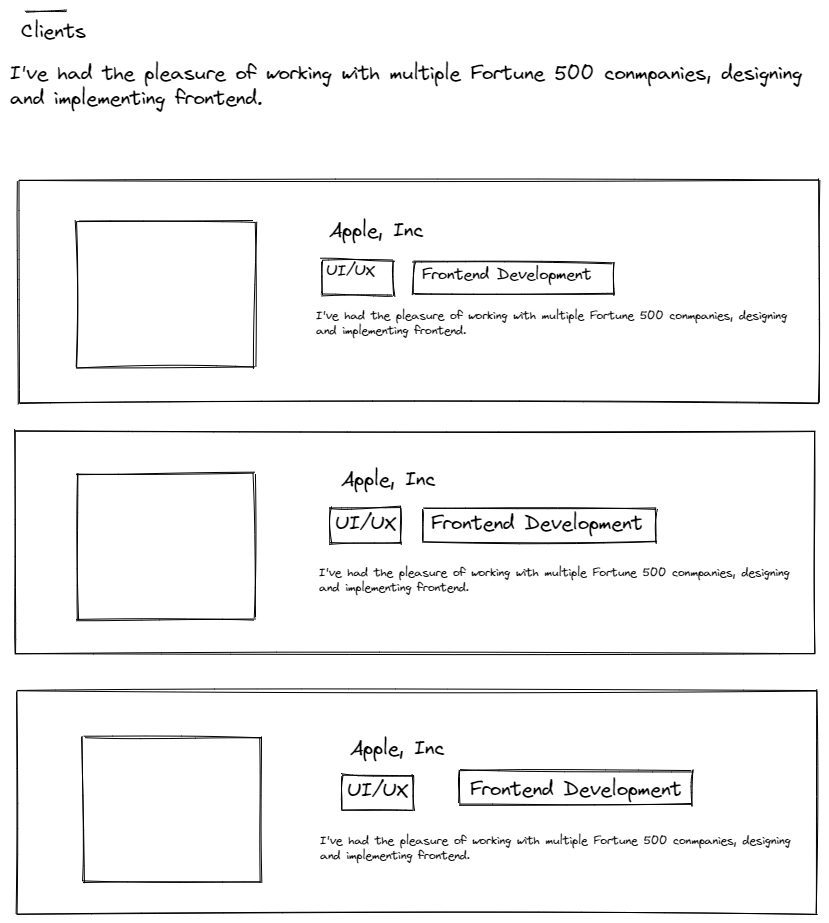 Clients
I've had the pleasure of working with multiple Fortune 500 conmpanies, designing
and implementing frontend.
Apple, Inc
UI/UX
Frontend Development
I've had the pleasure of working with multiple Fortune 500 conmpanies, designing
and implementing frontend.
Apple, Inc
UI/UX
Frontend Development
I've had the pleasure of working with multiple Fortune 500 conmpanies, designing
and implementing frontend.
Apple, Inc
UI/UX
Frontend Development
I've had the pleasure of working with multiple Fortune 500 conmpanies, designing
and implementing frontend.